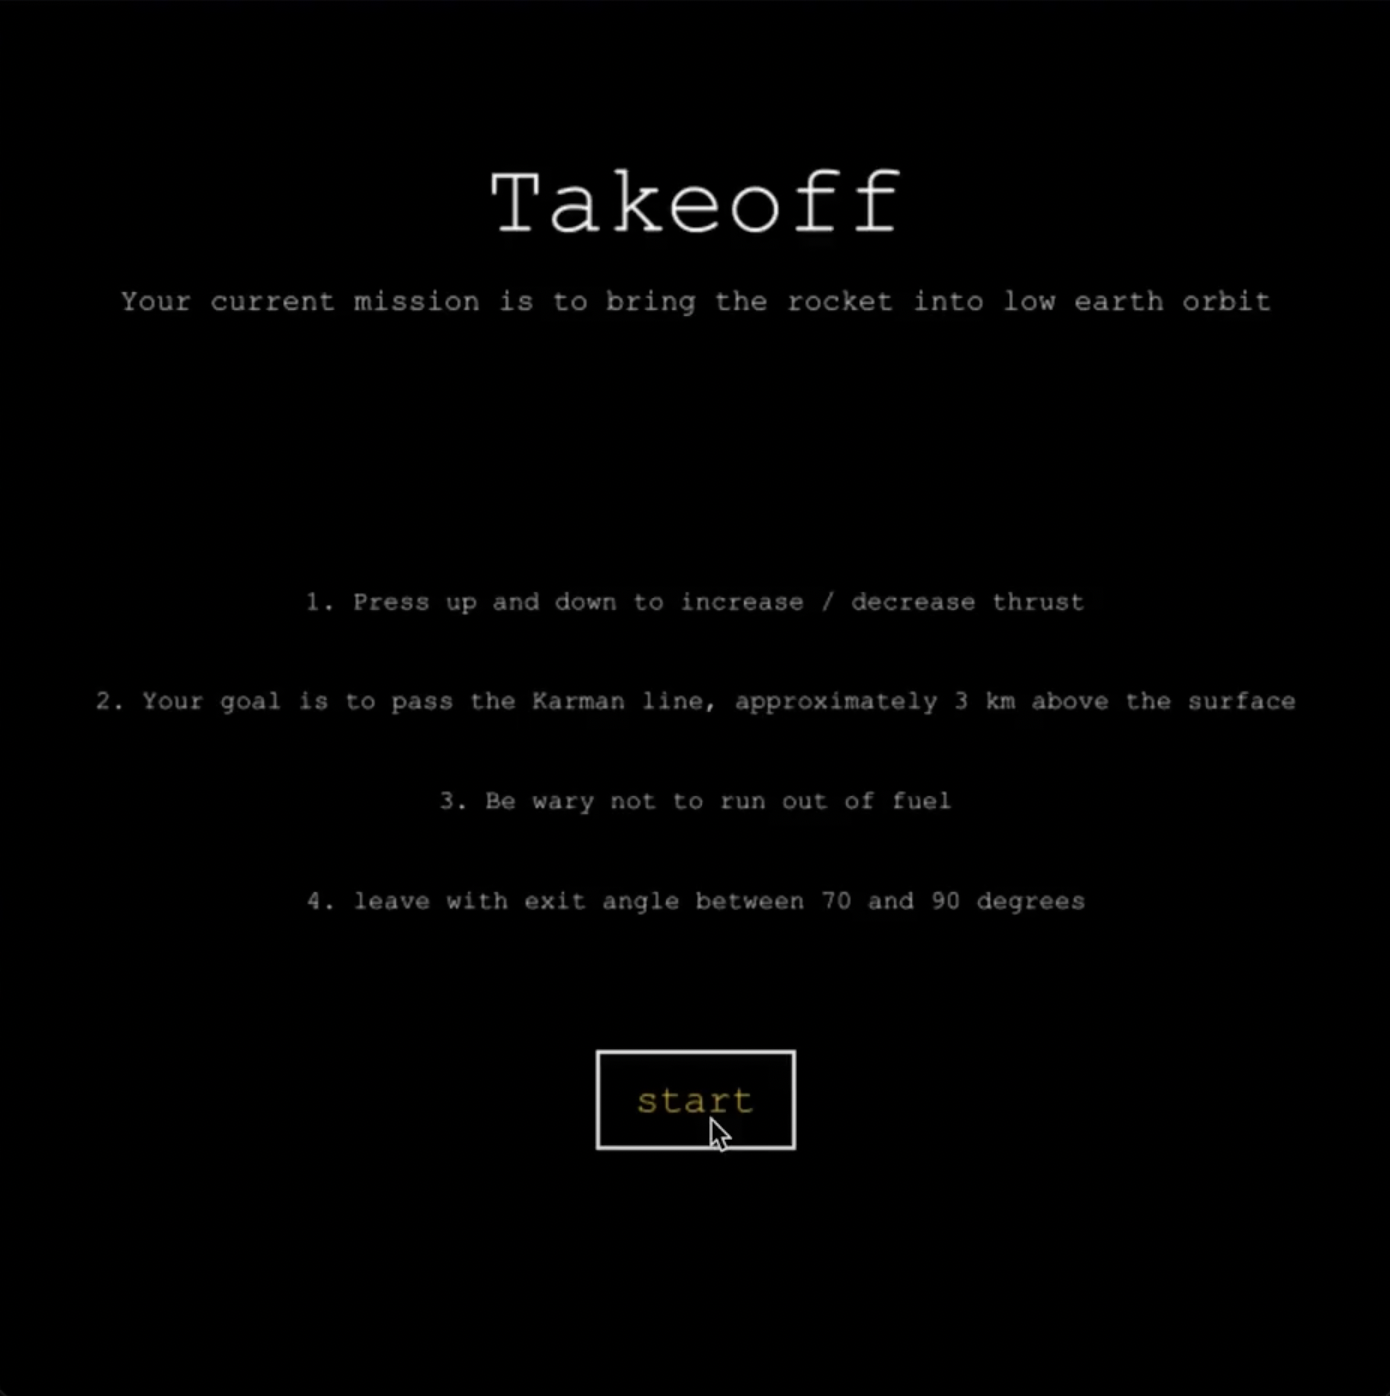 Takeoff
Your current mission is to bring the rocket into low earth orbit
1. Press up and down to increase / decrease thrust
2. Your goal is to pass the Karman line, approximately 3 km above the surface
3. Be wary not to run out of fuel
4. leave with exit angle between 70 and 90 degrees
start